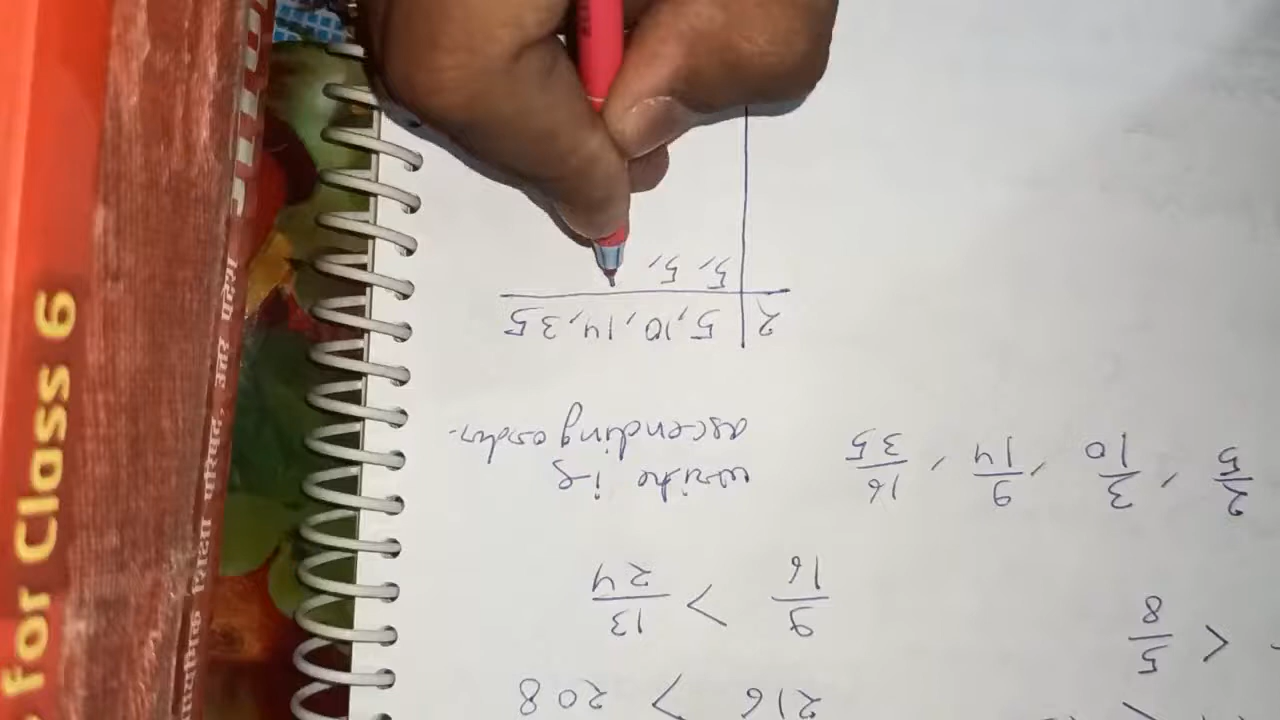 216 > 208
9/16 > 13/24
< 5/8
2/5, 3/10, 9/14, 16/35
write in
ascending order.
2 | 5, 10, 14, 35
5, 5,
for Class 6